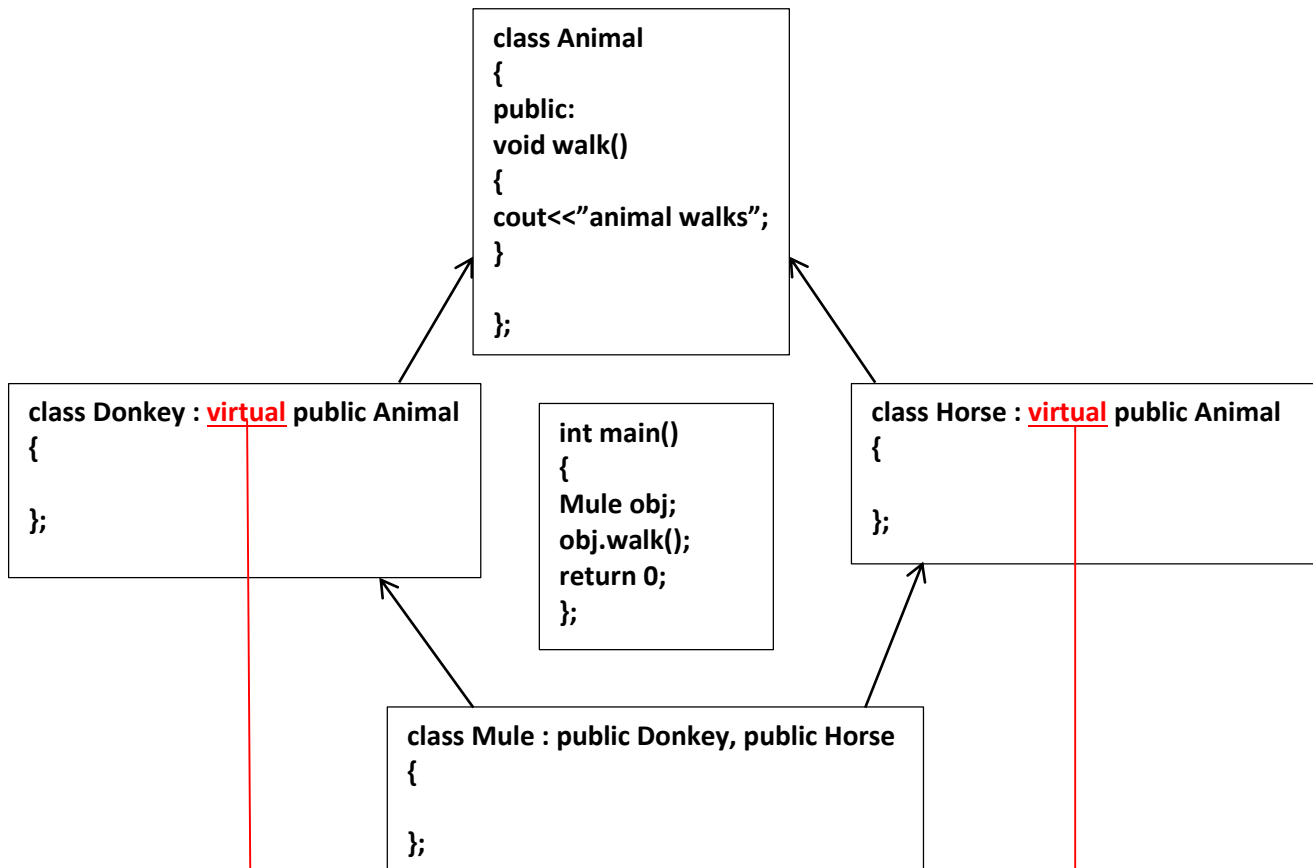 class Animal
{
public:
void walk()
{
cout<<”animal walks”;
}
};
class Donkey : virtual public Animal
{
};
int main()
{
Mule obj;
obj.walk();
return 0;
};
class Horse : virtual public Animal
{
};
class Mule : public Donkey, public Horse
{
};